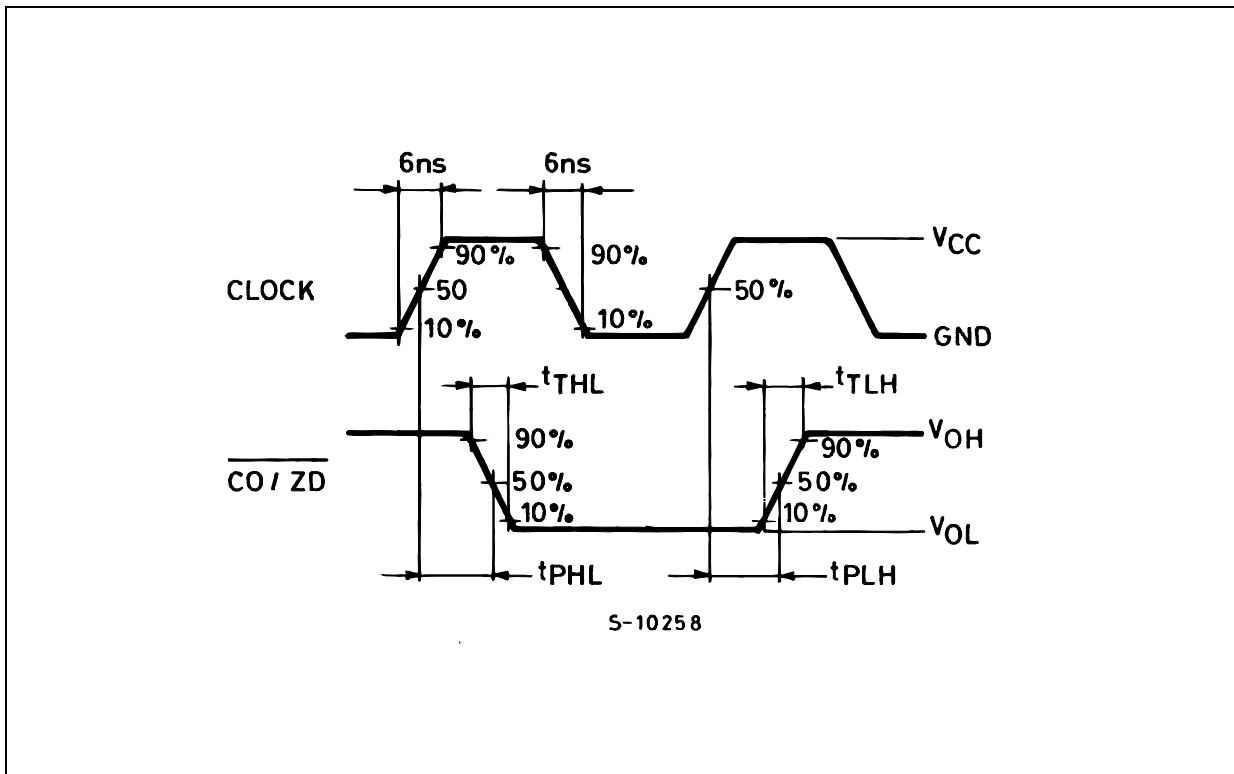 6ns 6ns
90% 90% VCC
CLOCK 50 50%
10% 10% GND
tTHL tTLH
90% VOH
90%
CO / ZD 50% 50%
10% 10%
VOL
tPHL tPLH
S-10258